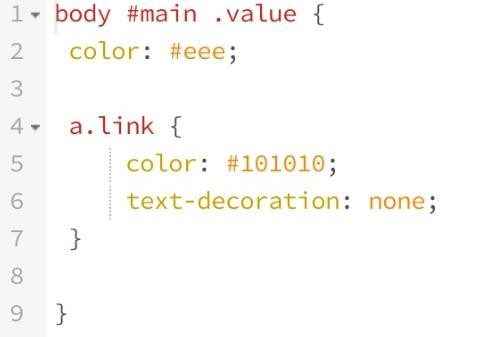 1 body #main .value {
2 color: #eee;
3
4 a.link {
5 color: #101010;
6 text-decoration: none;
7 }
8
9 }